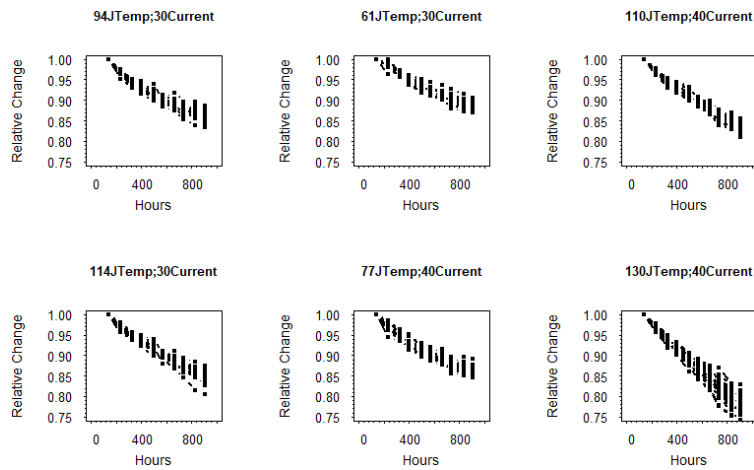 94JTemp;30Current
61JTemp;30Current
110JTemp;40Current
Relative Change
1.00
0.95
0.90
0.85
0.80
0.75
0 400 800
Hours
Relative Change
1.00
0.95
0.90
0.85
0.80
0.75
0 400 800
Hours
Relative Change
1.00
0.95
0.90
0.85
0.80
0.75
0 400 800
Hours
114JTemp;30Current
77JTemp;40Current
130JTemp;40Current
Relative Change
1.00
0.95
0.90
0.85
0.80
0.75
0 400 800
Hours
Relative Change
1.00
0.95
0.90
0.85
0.80
0.75
0 400 800
Hours
Relative Change
1.00
0.95
0.90
0.85
0.80
0.75
0 400 800
Hours